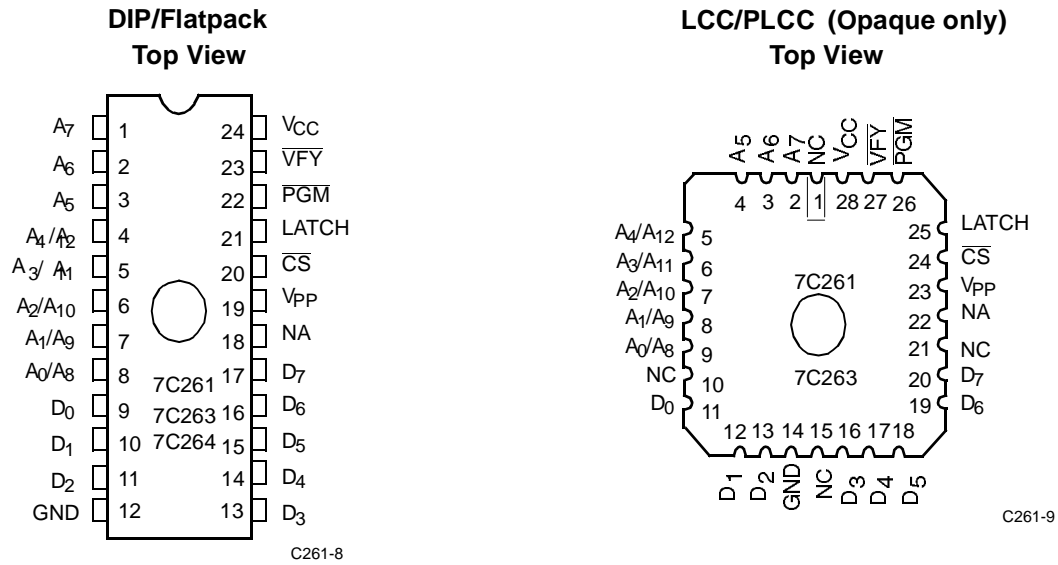 DIP/Flatpack
Top View
A7 1 24 VCC
A6 2 23 VFY
A5 3 22 PGM
A4/A12 4 21 LATCH
A3/A11 5 20 CS
A2/A10 6 19 VPP
A1/A9 7 18 NA
A0/A8 8 17 D7
7C261
D0 9 16 D6
7C263
D1 10 15 D5
7C264
D2 11 14 D4
GND 12 13 D3
C261-8
LCC/PLCC (Opaque only)
Top View
A5 A6 A7 NC VCC VFY PGM
4 3 2 1 28 27 26
A4/A12 5 25 LATCH
A3/A11 6 24 CS
A2/A10 7 23 VPP
A1/A9 8 22 NA
A0/A8 9 21 NC
NC 10 20 D7
D0 11 19 D6
7C261
7C263
12 13 14 15 16 17 18
D1 D2 GND NC D3 D4 D5
C261-9